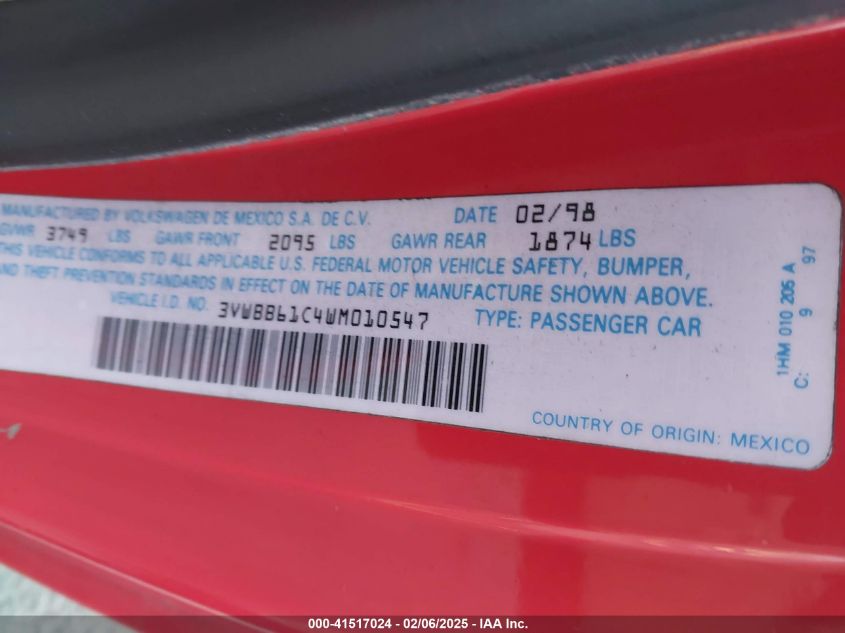 MANUFACTURED BY VOLKSWAGEN DE MEXICO S.A. DE C.V. DATE 02/98
GVWR 3749 LBS GAWR FRONT 2095 LBS GAWR REAR 1874 LBS
THIS VEHICLE CONFORMS TO ALL APPLICABLE U.S. FEDERAL MOTOR VEHICLE SAFETY, BUMPER,
AND THEFT PREVENTION STANDARDS IN EFFECT ON THE DATE OF MANUFACTURE SHOWN ABOVE.
VEHICLE I.D. NO. 3VWBB61C4WM010547 TYPE: PASSENGER CAR
COUNTRY OF ORIGIN: MEXICO
1HM 010 205 A
C: 9 97
000-41517024 - 02/06/2025 - IAA Inc.